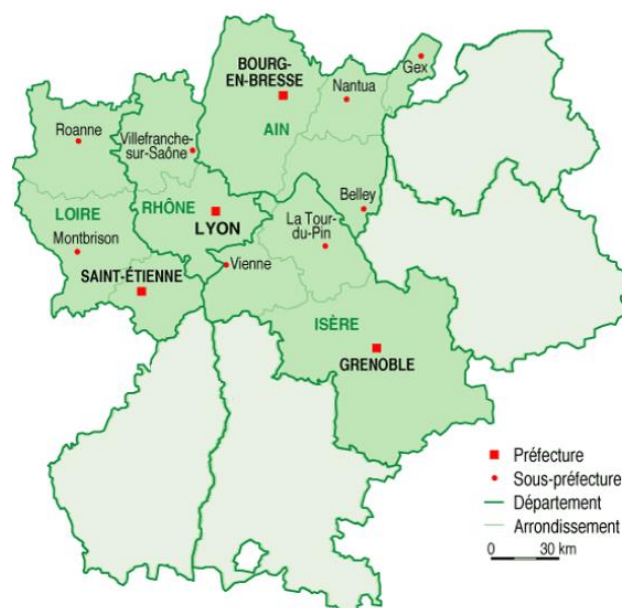 BOURG-
EN-BRESSE
Nantua
Gex
AIN
Roanne
Villefranche-
sur-Saône
Belley
LOIRE
RHÔNE
LYON
La Tour-
du-Pin
Montbrison
Vienne
SAINT-ÉTIENNE
ISÈRE
GRENOBLE
Préfecture
Sous-préfecture
Département
Arrondissement
0 30 km